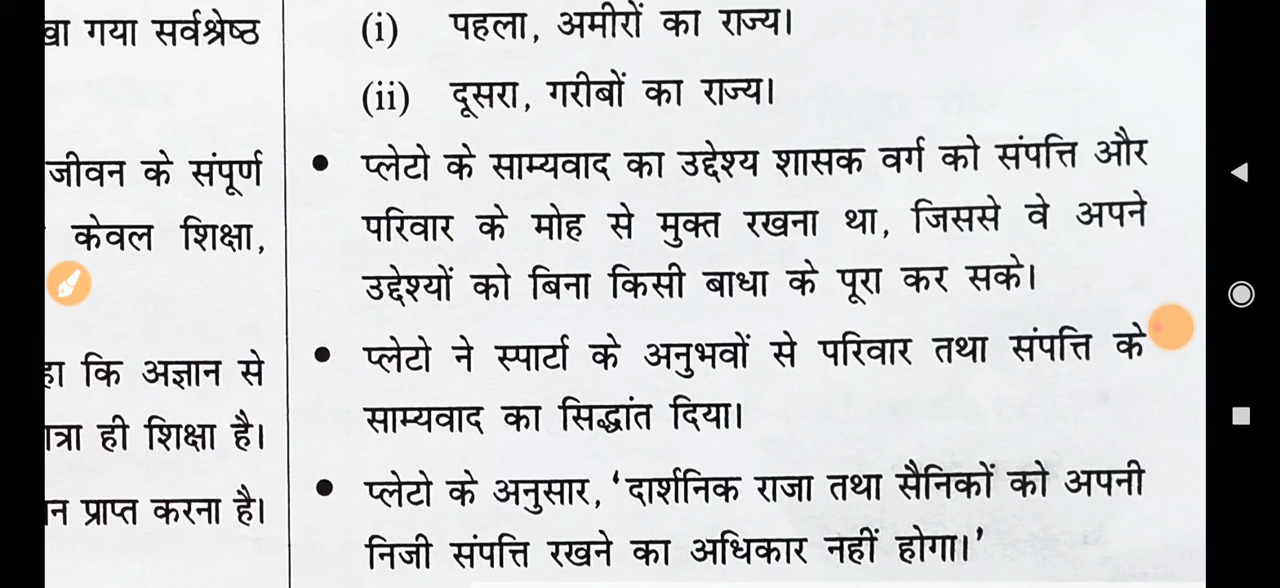 गया सर्वश्रेष्ठ
जीवन के संपूर्ण
केवल शिक्षा,
कि अज्ञान से
ही शिक्षा है।
प्राप्त करना है।
(i) पहला, अमीरों का राज्य।
(ii) दूसरा, गरीबों का राज्य।
• प्लेटो के साम्यवाद का उद्देश्य शासक वर्ग को संपत्ति और
परिवार के मोह से मुक्त रखना था, जिससे वे अपने
उद्देश्यों को बिना किसी बाधा के पूरा कर सके।
• प्लेटो ने स्पार्टा के अनुभवों से परिवार तथा संपत्ति के
साम्यवाद का सिद्धांत दिया।
• प्लेटो के अनुसार, ‘दार्शनिक राजा तथा सैनिकों को अपनी
निजी संपत्ति रखने का अधिकार नहीं होगा।’